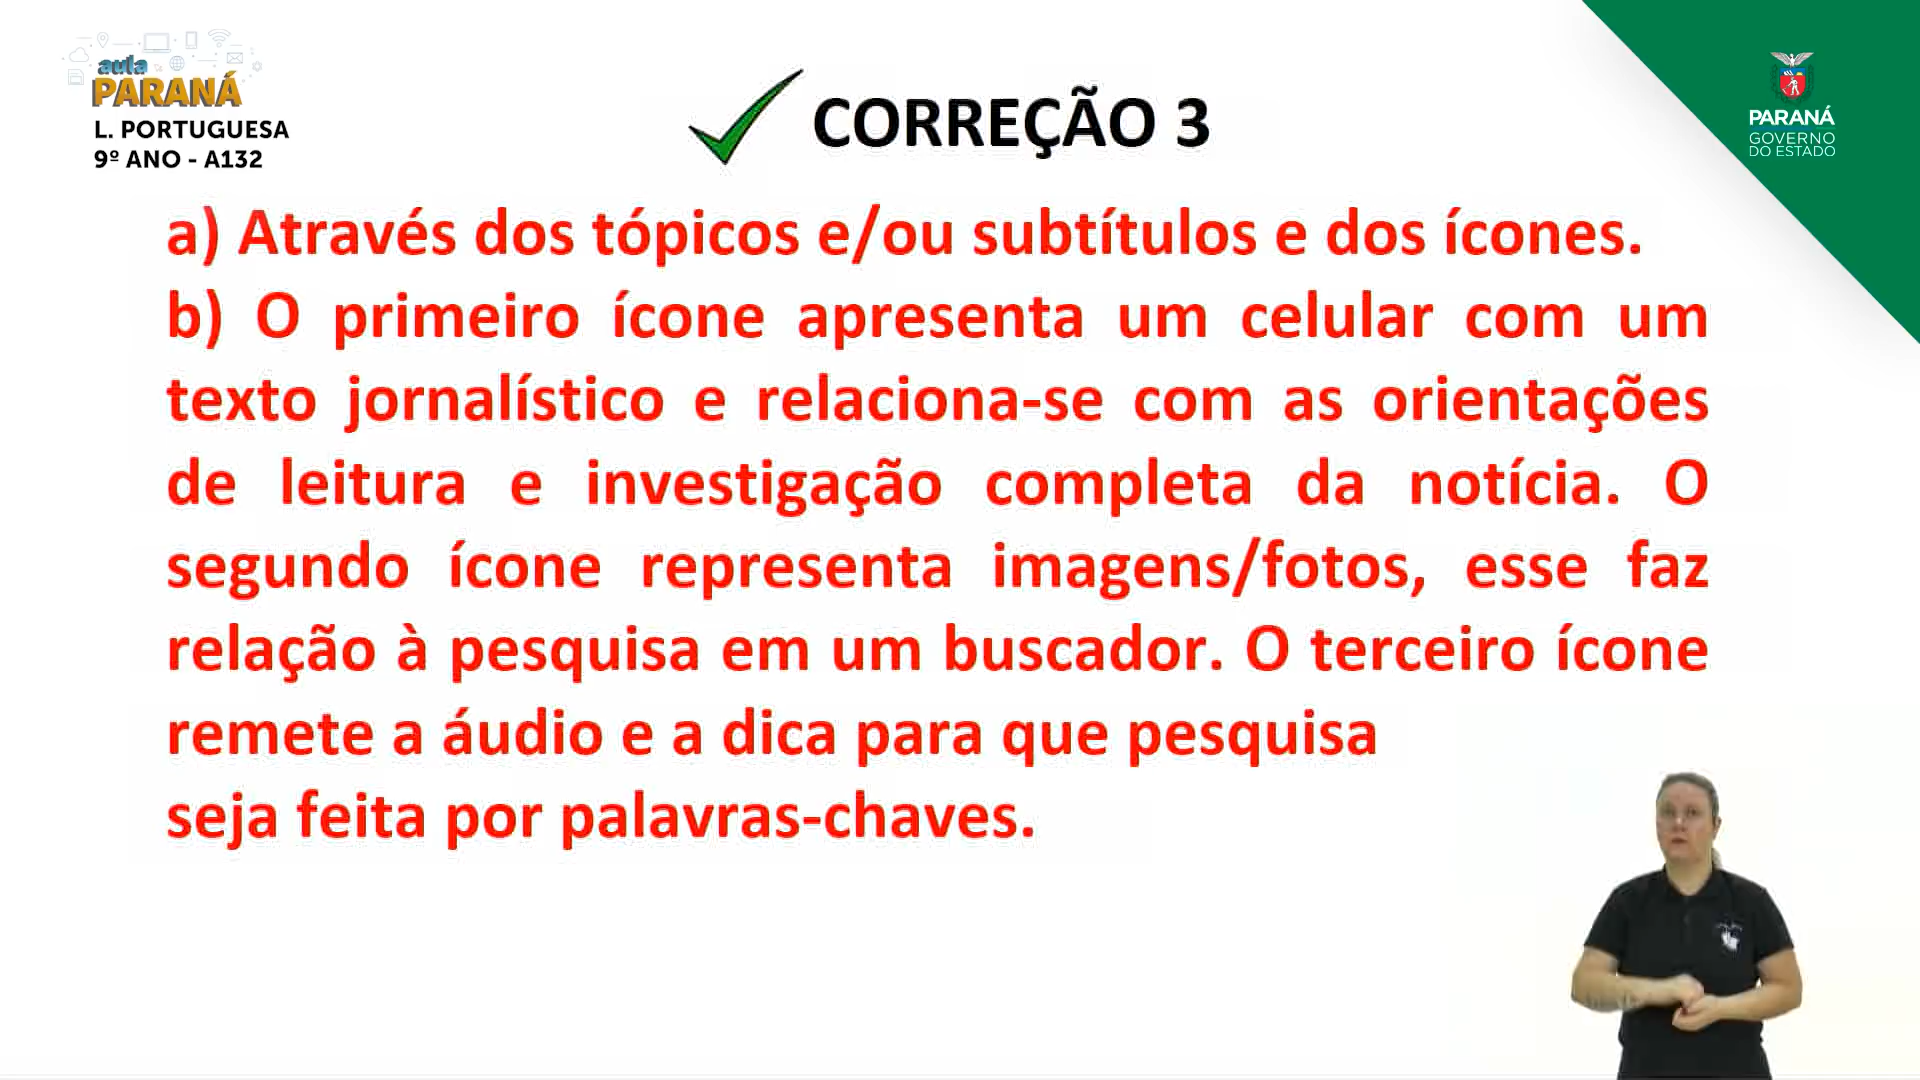 aula
PARANÁ
L. PORTUGUESA
9º ANO - A132
CORREÇÃO 3
PARANÁ
GOVERNO
DO ESTADO
a) Através dos tópicos e/ou subtítulos e dos ícones.
b) O primeiro ícone apresenta um celular com um
texto jornalístico e relaciona-se com as orientações
de leitura e investigação completa da notícia. O
segundo ícone representa imagens/fotos, esse faz
relação à pesquisa em um buscador. O terceiro ícone
remete a áudio e a dica para que pesquisa
seja feita por palavras-chaves.